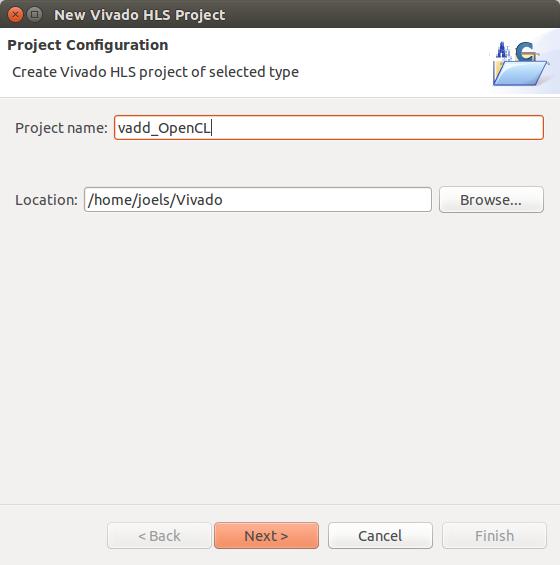 New Vivado HLS Project
Project Configuration
Create Vivado HLS project of selected type
Project name: vadd_OpenCL
Location: /home/joels/Vivado Browse...
< Back Next > Cancel Finish